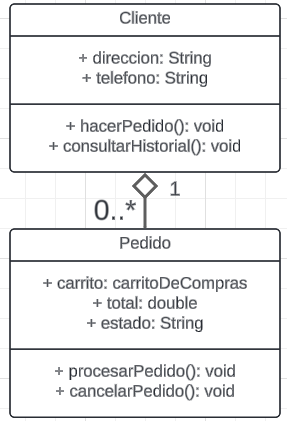 Cliente
+ direccion: String
+ telefono: String
+ hacerPedido(): void
+ consultarHistorial(): void
1
0..*
Pedido
+ carrito: carritoDeCompras
+ total: double
+ estado: String
+ procesarPedido(): void
+ cancelarPedido(): void